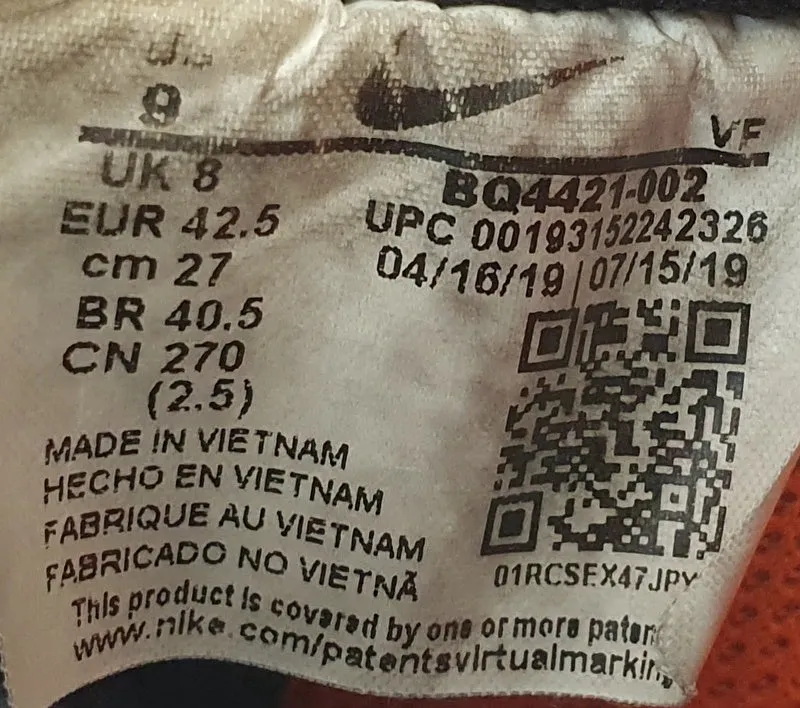 9
UK 8
EUR 42.5
cm 27
BR 40.5
CN 270
(2.5)
VF
BQ4421-002
UPC 00193152242326
04/16/19 | 07/15/19
01RCSEX47JPY
MADE IN VIETNAM
HECHO EN VIETNAM
FABRIQUE AU VIETNAM
FABRICADO NO VIETNÃ
This product is covered by one or more
www.nike.com/patentsvirtualmarkin